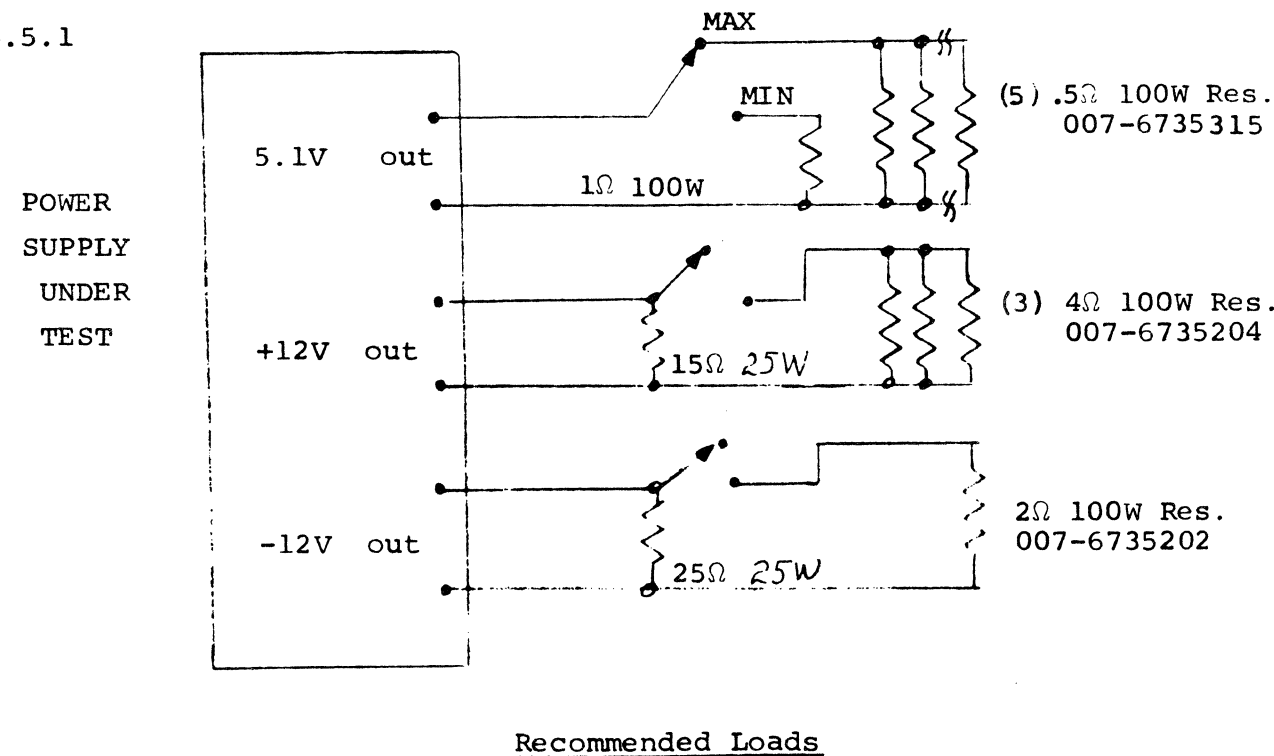 .5.1
MAX
MIN
(5) .5Ω 100W Res.
007-6735315
5.1V out
1Ω 100W
POWER
SUPPLY
UNDER
TEST
(3) 4Ω 100W Res.
007-6735204
+12V out
15Ω 25W
2Ω 100W Res.
007-6735202
-12V out
25Ω 25W
Recommended Loads